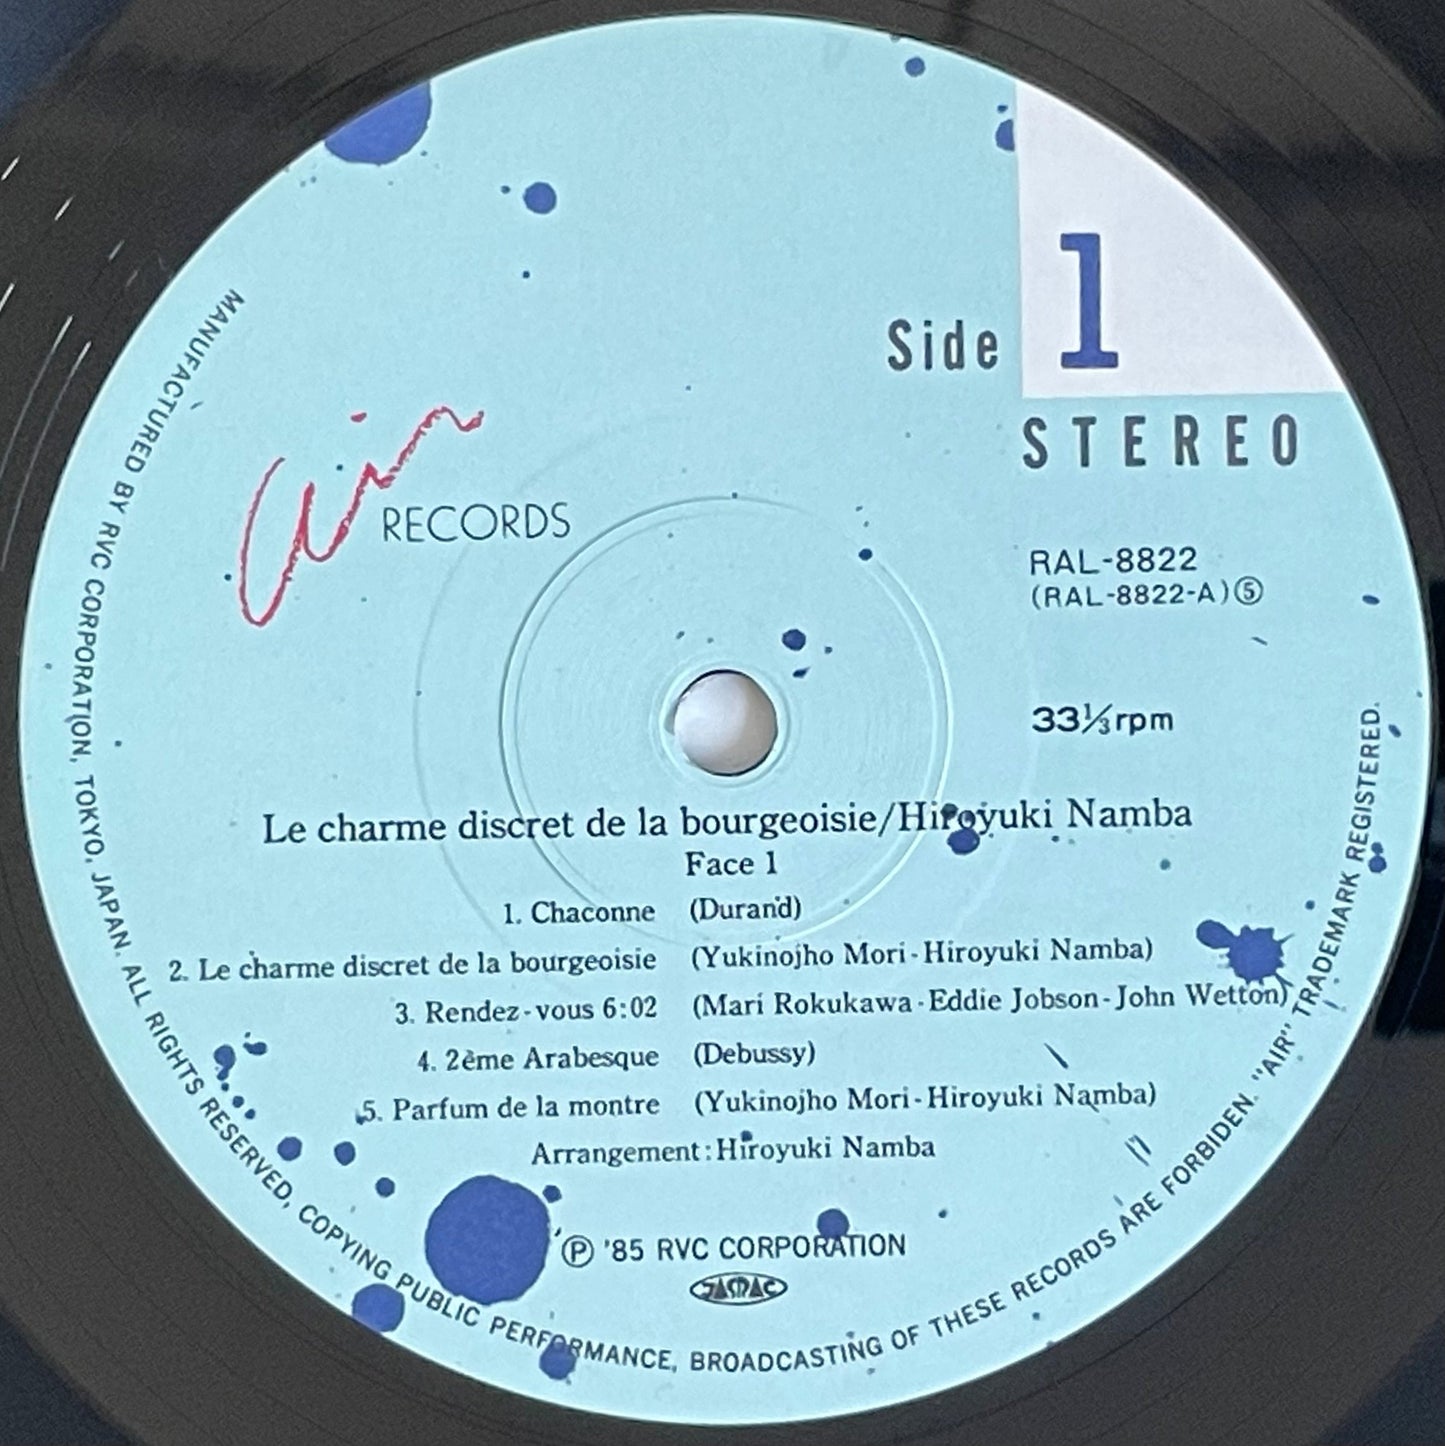 Side 1
STEREO
air RECORDS
RAL-8822
(RAL-8822-A)⑤
33⅓rpm
Le charme discret de la bourgeoisie/Hiroyuki Namba
Face 1
1. Chaconne (Durand)
2. Le charme discret de la bourgeoisie (Yukinojho Mori-Hiroyuki Namba)
3. Rendez-vous 6:02 (Mari Rokukawa-Eddie Jobson-John Wetton)
4. 2ème Arabesque (Debussy)
5. Parfum de la montre (Yukinojho Mori-Hiroyuki Namba)
Arrangement:Hiroyuki Namba
Ⓟ '85 RVC CORPORATION
JASRAC
MANUFACTURED BY RVC CORPORATION, TOKYO, JAPAN. ALL RIGHTS RESERVED, COPYING PUBLIC PERFORMANCE, BROADCASTING OF THESE RECORDS ARE FORBIDEN. "AIR" TRADEMARK REGISTERED.